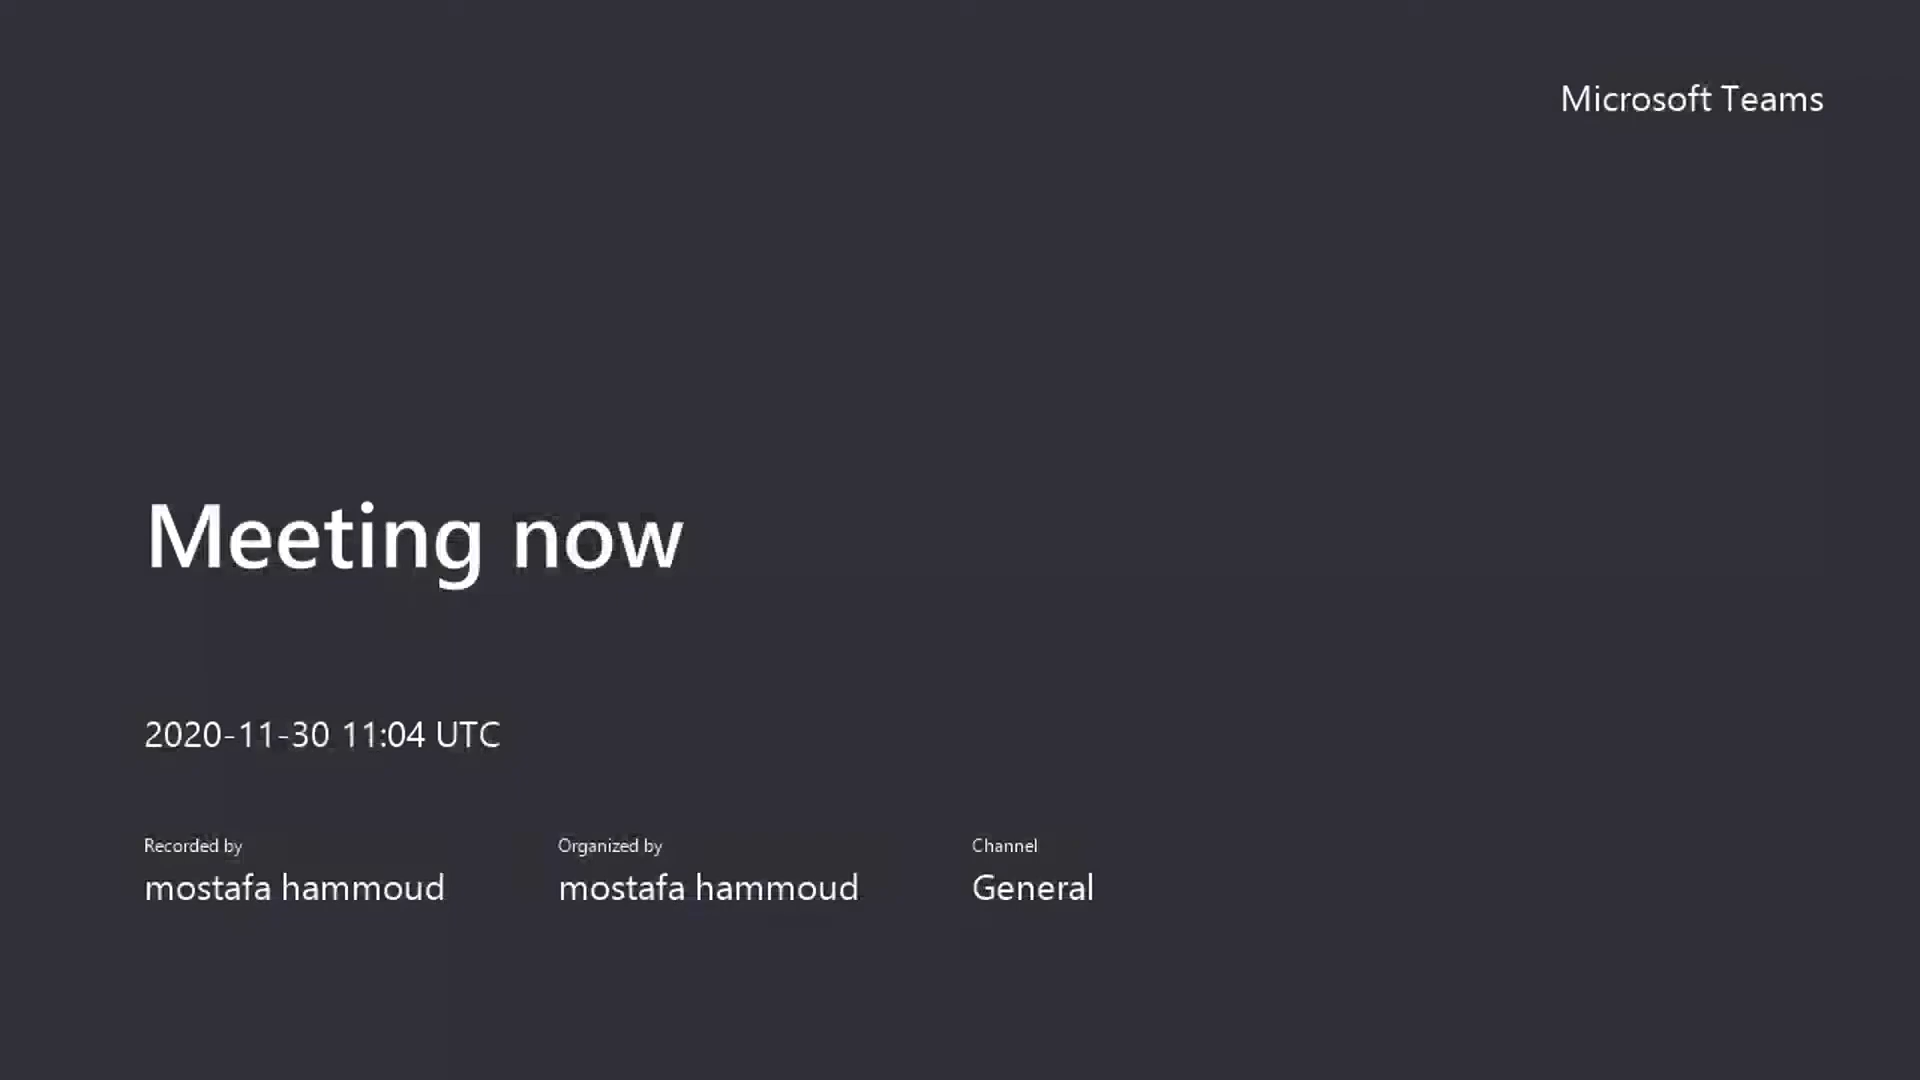 Microsoft Teams
Meeting now
2020-11-30 11:04 UTC
Recorded by
mostafa hammoud
Organized by
mostafa hammoud
Channel
General